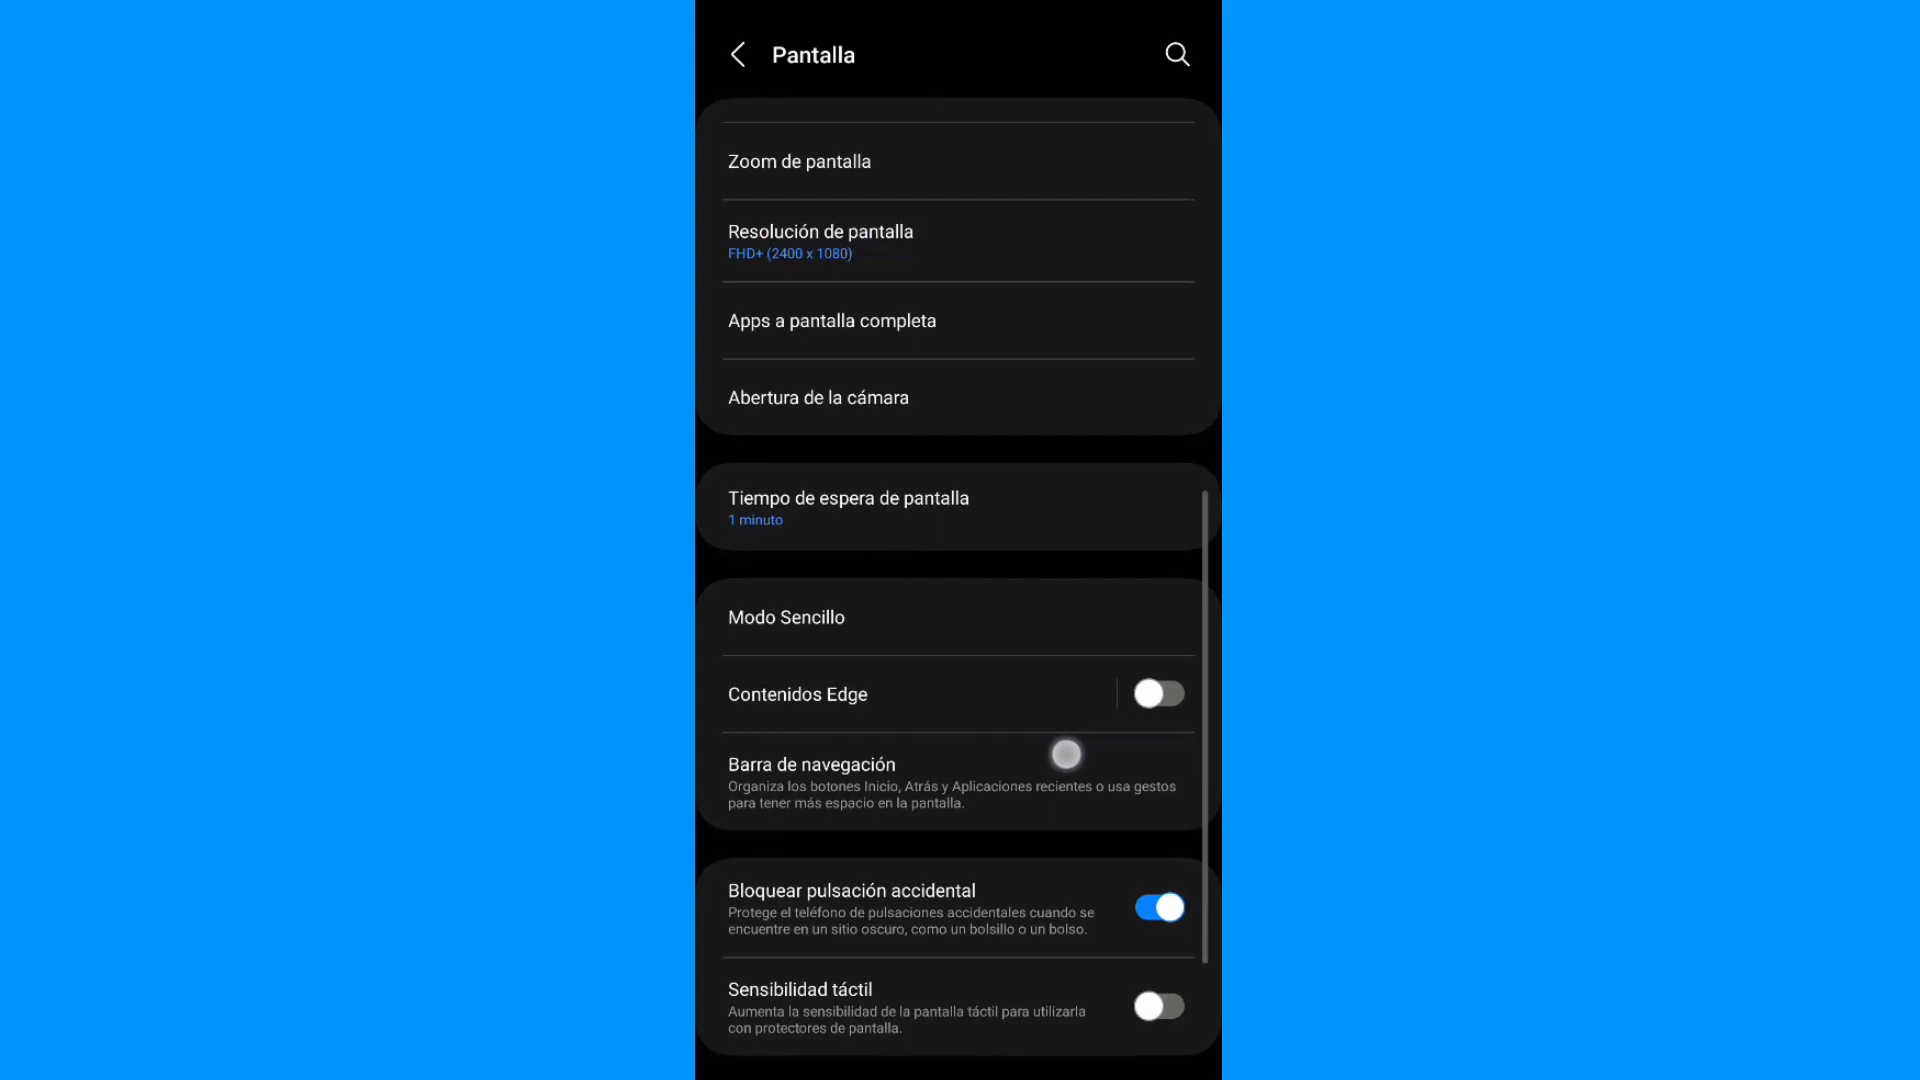 Pantalla
Zoom de pantalla
Resolución de pantalla
FHD+ (2400 x 1080)
Apps a pantalla completa
Abertura de la cámara
Tiempo de espera de pantalla
1 minuto
Modo Sencillo
Contenidos Edge
Barra de navegación
Organiza los botones Inicio, Atrás y Aplicaciones recientes o usa gestos
para tener más espacio en la pantalla.
Bloquear pulsación accidental
Protege el teléfono de pulsaciones accidentales cuando se
encuentre en un sitio oscuro, como un bolsillo o un bolso.
Sensibilidad táctil
Aumenta la sensibilidad de la pantalla táctil para utilizarla
con protectores de pantalla.